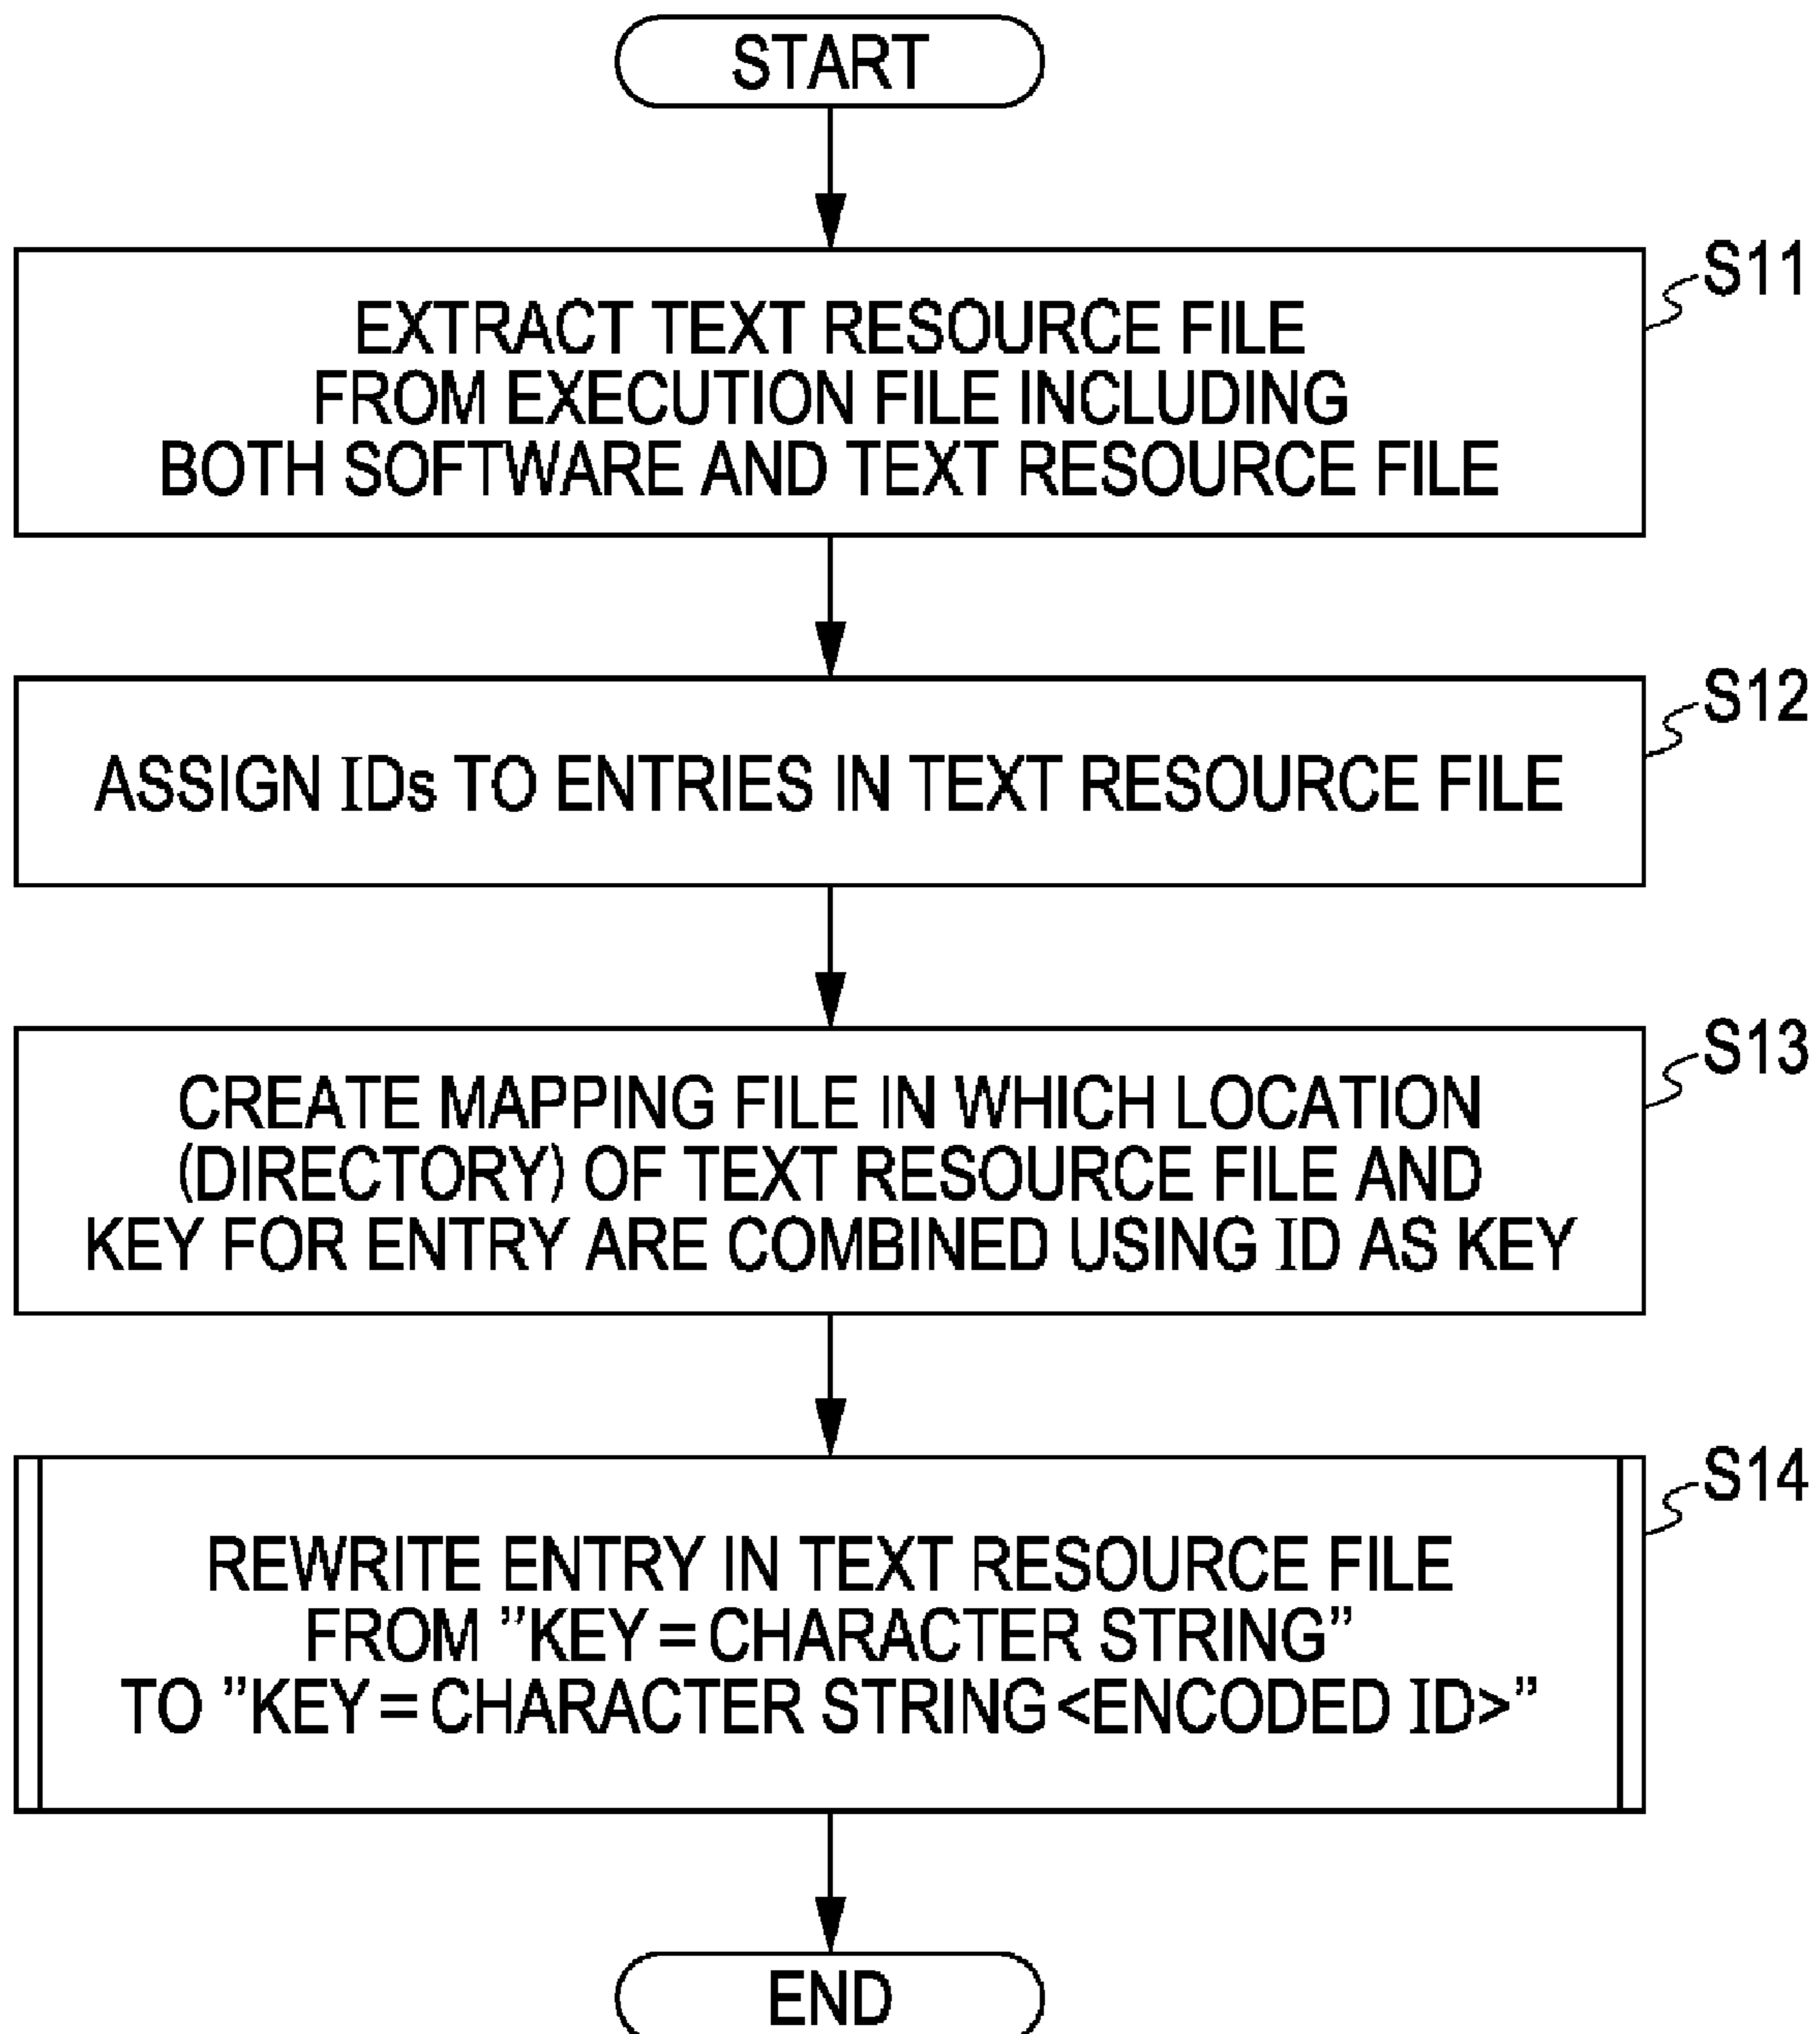 START
S11
EXTRACT TEXT RESOURCE FILE
FROM EXECUTION FILE INCLUDING
BOTH SOFTWARE AND TEXT RESOURCE FILE
S12
ASSIGN IDs TO ENTRIES IN TEXT RESOURCE FILE
S13
CREATE MAPPING FILE IN WHICH LOCATION
(DIRECTORY) OF TEXT RESOURCE FILE AND
KEY FOR ENTRY ARE COMBINED USING ID AS KEY
S14
REWRITE ENTRY IN TEXT RESOURCE FILE
FROM ”KEY=CHARACTER STRING”
TO ”KEY=CHARACTER STRING<ENCODED ID>”
END